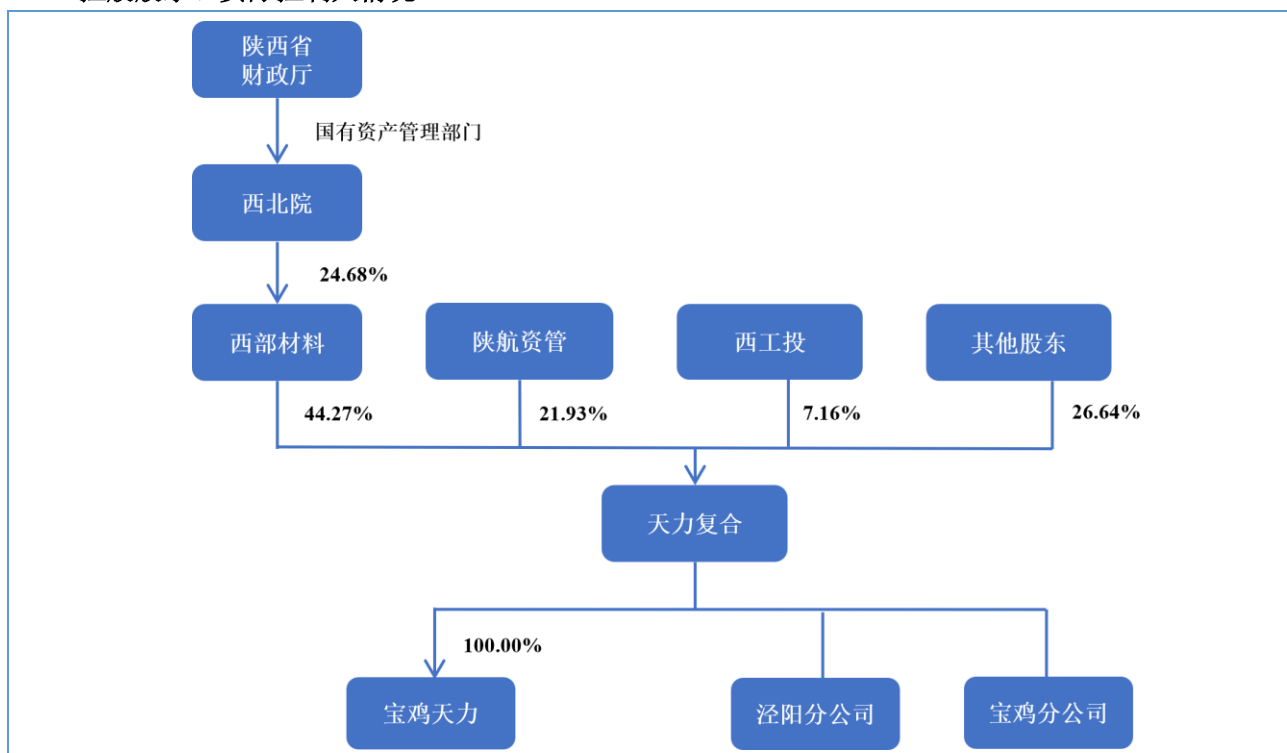 陕西省
财政厅
国有资产管理部门
西北院
24.68%
西部材料
陕航资管
西工投
其他股东
44.27%
21.93%
7.16%
26.64%
天力复合
100.00%
宝鸡天力
泾阳分公司
宝鸡分公司